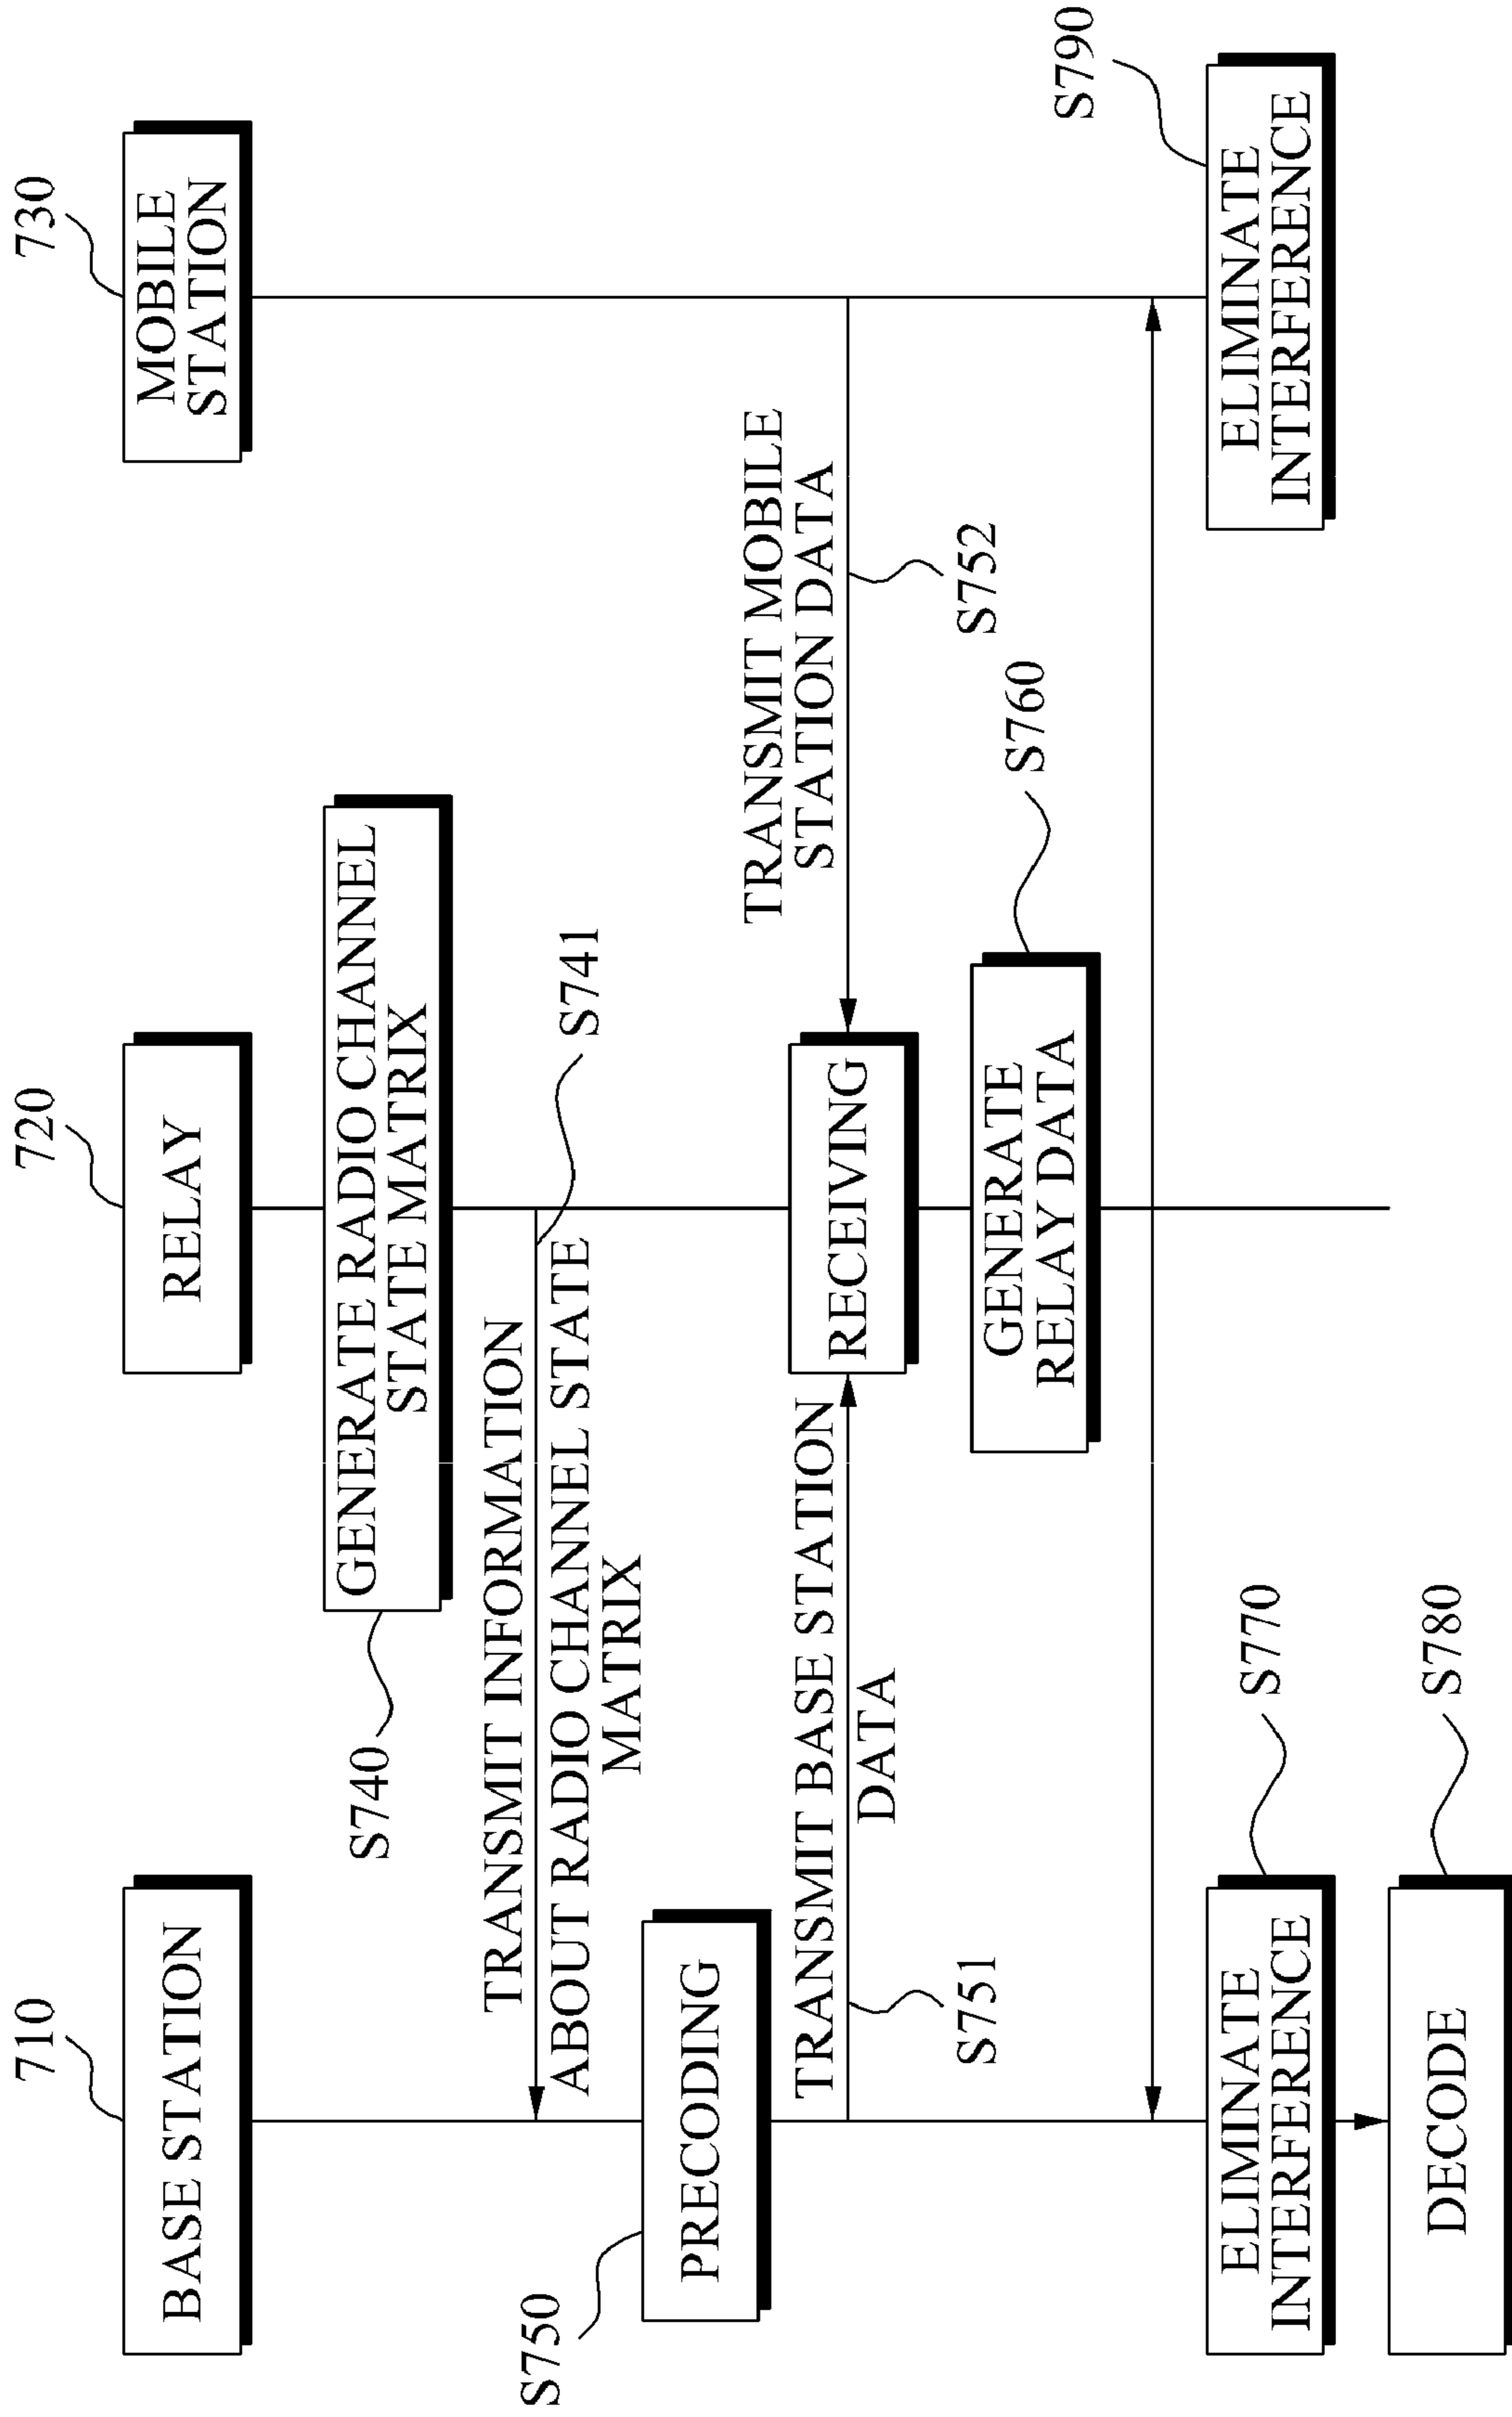 710
720
730
BASE STATION
RELAY
MOBILE
STATION
S740
GENERATE RADIO CHANNEL
STATE MATRIX
TRANSMIT INFORMATION
S741
ABOUT RADIO CHANNEL STATE
MATRIX
S750
PRECODING
TRANSMIT BASE STATION
DATA
S751
RECEIVING
TRANSMIT MOBILE
STATION DATA
S752
GENERATE
RELAY DATA
S760
ELIMINATE
INTERFERENCE
S770
ELIMINATE
INTERFERENCE
S790
DECODE
S780